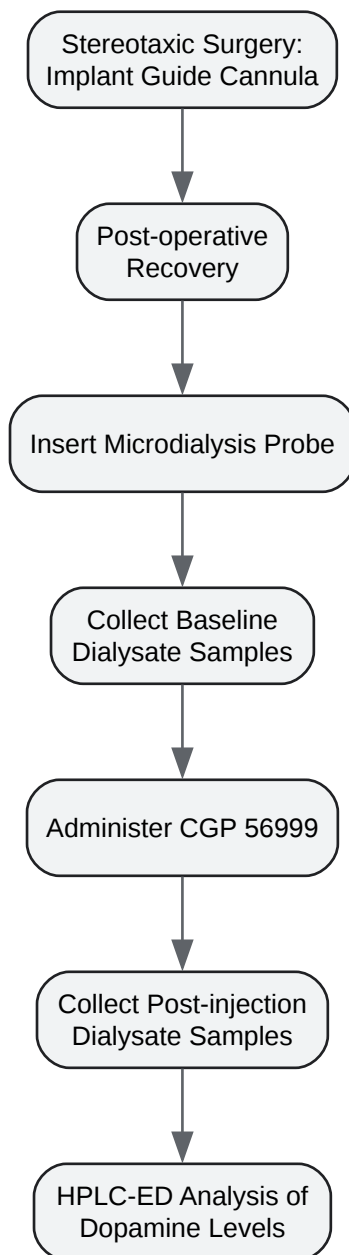 Stereotaxic Surgery:
Implant Guide Cannula
Post-operative
Recovery
Insert Microdialysis Probe
Collect Baseline
Dialysate Samples
Administer CGP 56999
Collect Post-injection
Dialysate Samples
HPLC-ED Analysis of
Dopamine Levels